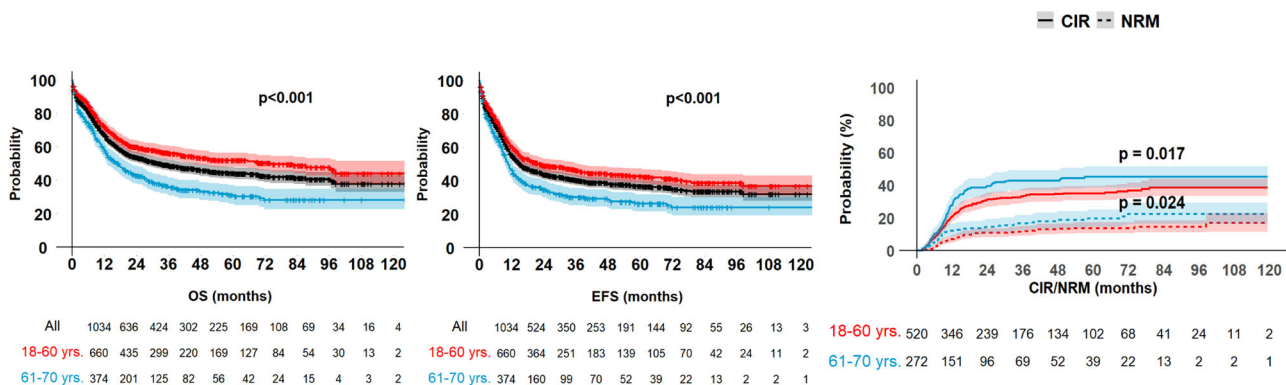 CIR NRM
p<0.001
p<0.001
p = 0.017
p = 0.024
Probability
100
80
60
40
20
0
0 12 24 36 48 60 72 84 96 108 120
OS (months)
Probability
100
80
60
40
20
0
0 12 24 36 48 60 72 84 96 108 120
EFS (months)
Probability (%)
100
80
60
40
20
0
0 12 24 36 48 60 72 84 96 108 120
CIR/NRM (months)
All 1034 636 424 302 225 169 108 69 34 16 4
18-60 yrs. 660 435 299 220 169 127 84 54 30 13 2
61-70 yrs. 374 201 125 82 56 42 24 15 4 3 2
All 1034 524 350 253 191 144 92 55 26 13 3
18-60 yrs. 660 364 251 183 139 105 70 42 24 11 2
61-70 yrs. 374 160 99 70 52 39 22 13 2 2 1
18-60 yrs. 520 346 239 176 134 102 68 41 24 11 2
61-70 yrs. 272 151 96 69 52 39 22 13 2 2 1